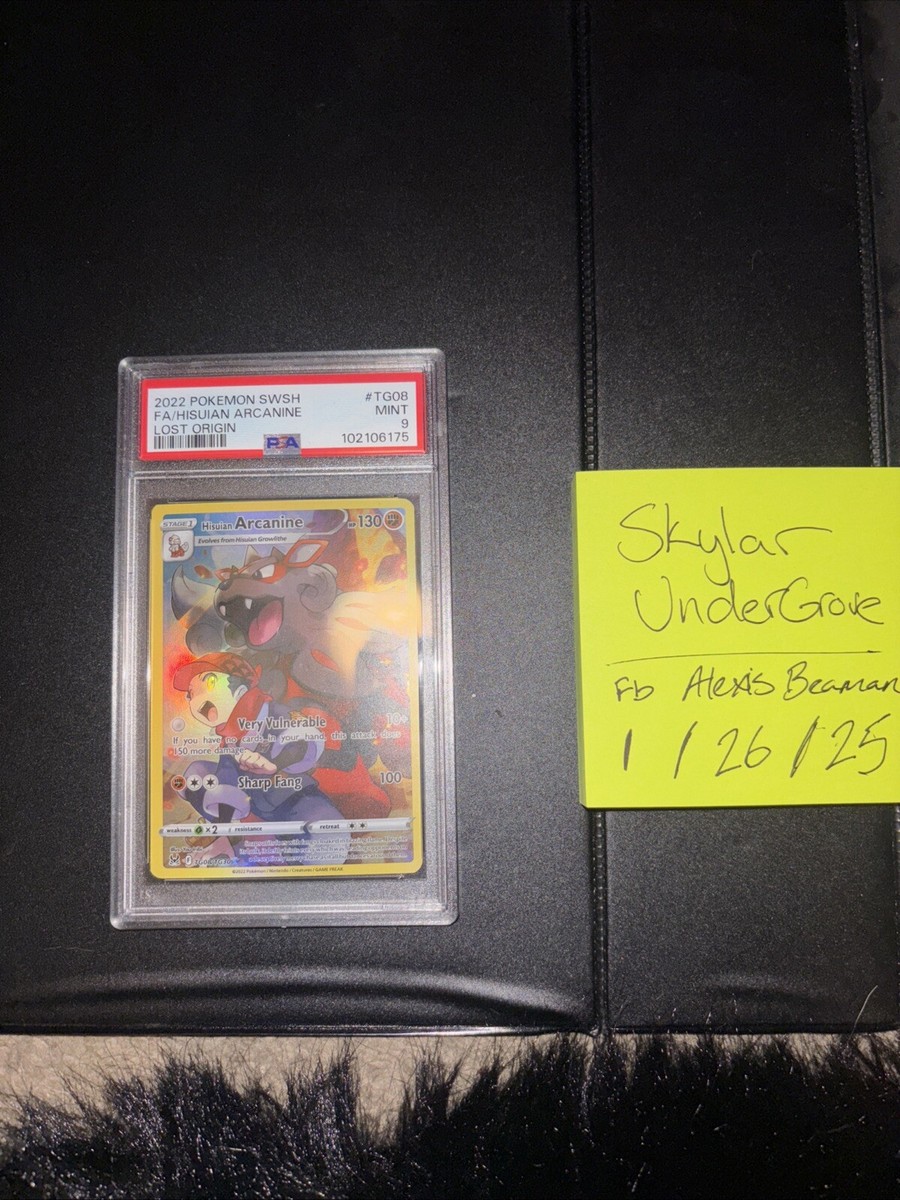 2022 POKEMON SWSH #TG08
FA/HISUIAN ARCANINE MINT
LOST ORIGIN 9
PSA 102106175
STAGE 1 Hisuian Arcanine HP 130
Evolves from Hisuian Growlithe
Very Vulnerable 10+
If you have no cards in your hand, this attack does
150 more damage.
Sharp Fang 100
weakness ×2 resistance retreat
©2022 Pokémon / Nintendo / Creatures / GAME FREAK
Skylar
UnderGrove
Fb Alexis Beaman
1/26/25